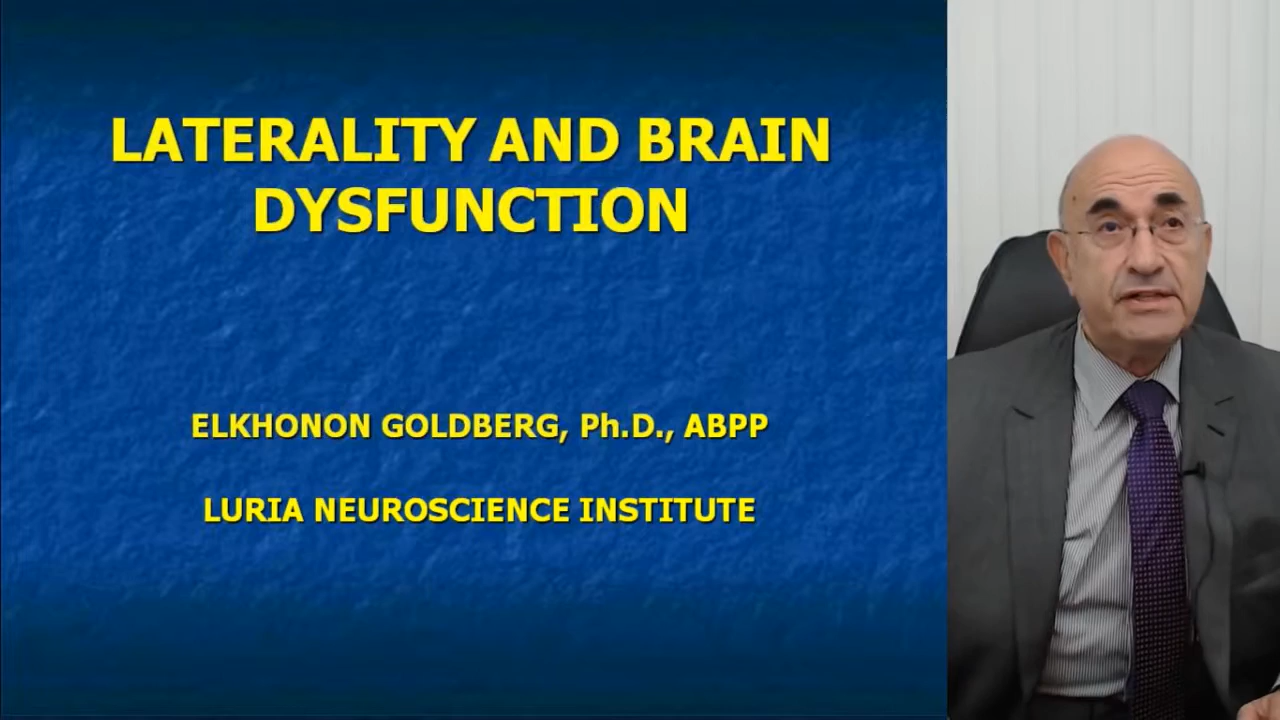 LATERALITY AND BRAIN
DYSFUNCTION
ELKHONON GOLDBERG, Ph.D., ABPP
LURIA NEUROSCIENCE INSTITUTE